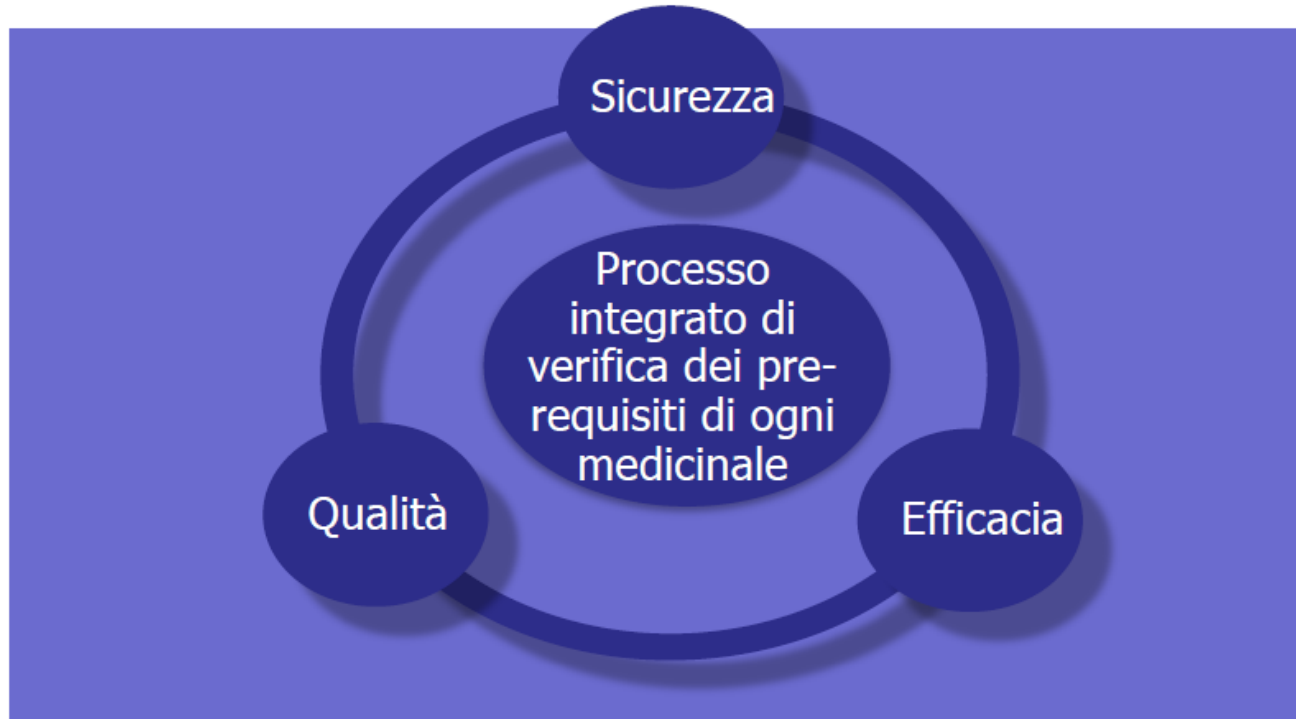 Sicurezza
Processo
integrato di
verifica dei pre-
requisiti di ogni
medicinale
Qualità
Efficacia